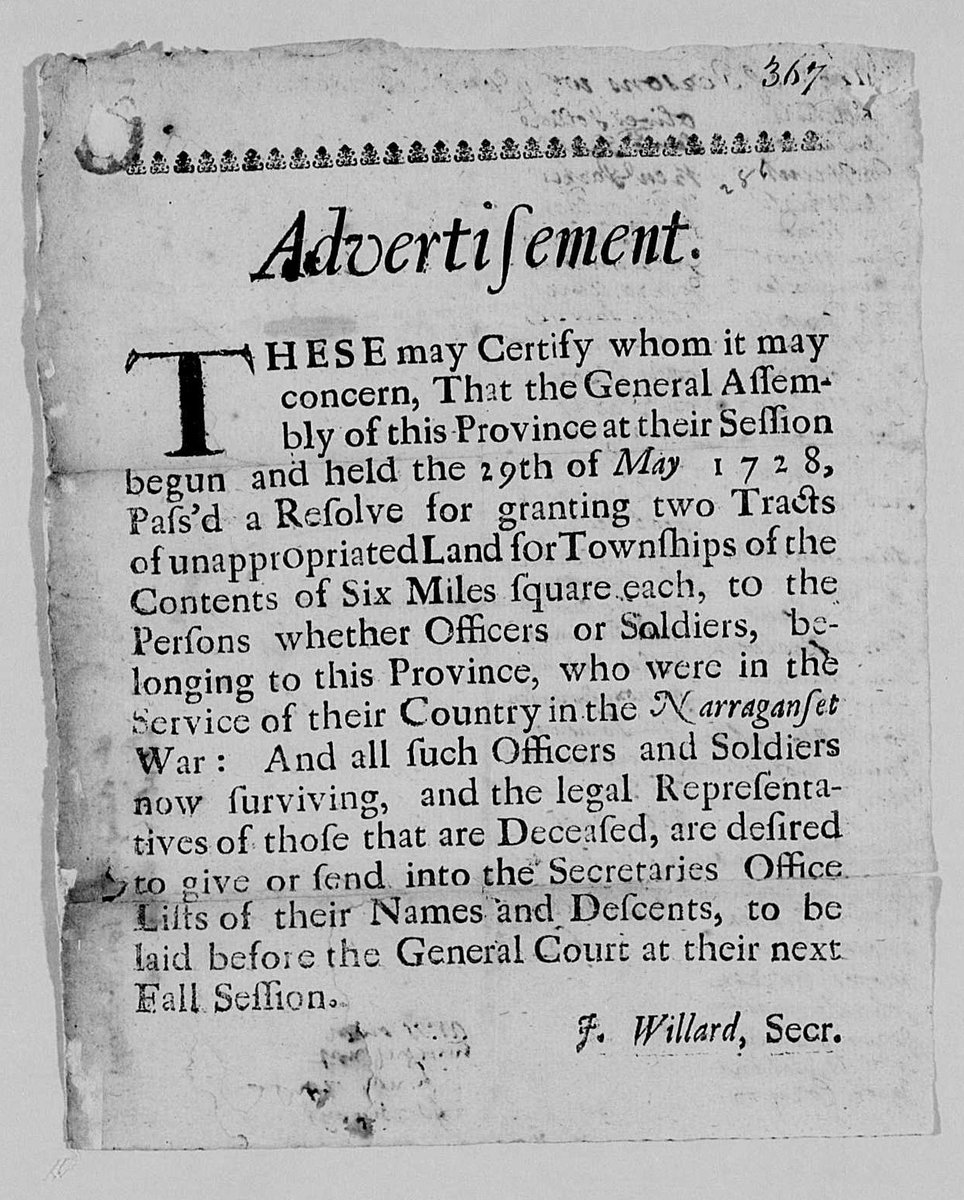 367
Advertiſement.
THESE may Certify whom it may
concern, That the General Aſſem-
bly of this Province at their Seſſion
begun and held the 29th of May 1728,
Paſs'd a Reſolve for granting two Tracts
of unappropriated Land for Townſhips of the
Contents of Six Miles ſquare each, to the
Perſons whether Officers or Soldiers, be-
longing to this Province, who were in the
Service of their Country in the Narraganſet
War: And all ſuch Officers and Soldiers
now ſurviving, and the legal Repreſenta-
tives of thoſe that are Deceaſed, are deſired
to give or ſend into the Secretaries Office
Liſts of their Names and Deſcents, to be
laid before the General Court at their next
Fall Seſſion.
J. Willard, Secr.